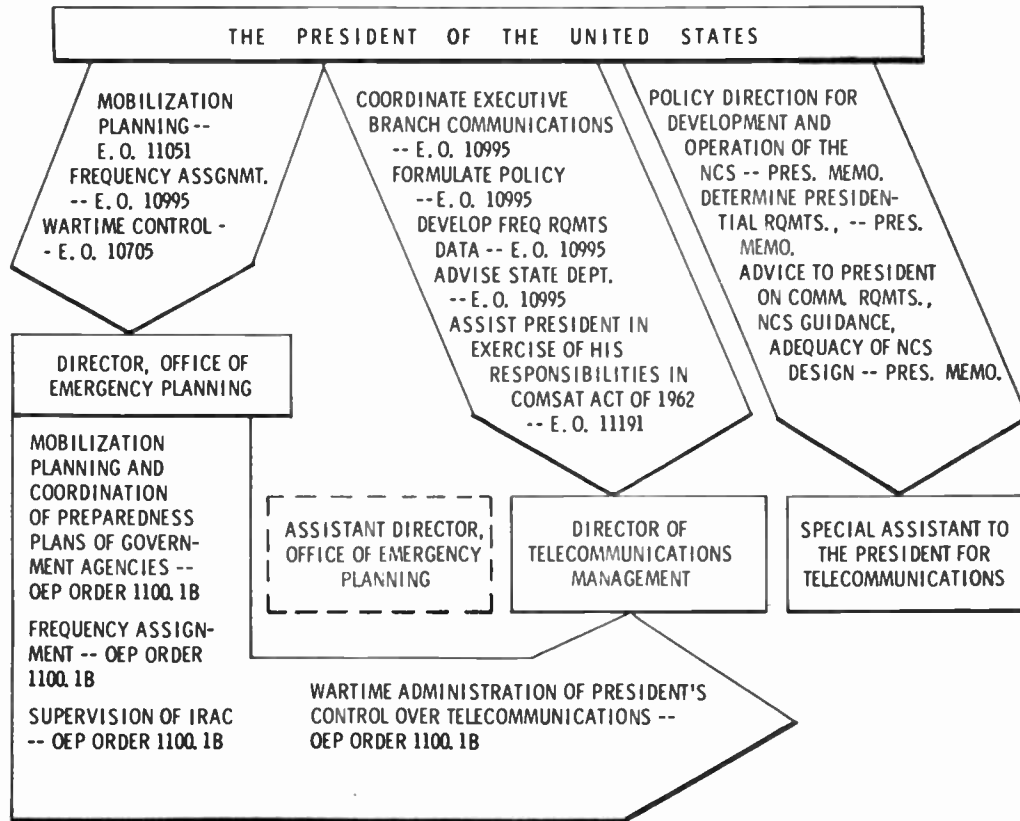 THE PRESIDENT OF THE UNITED STATES
MOBILIZATION
PLANNING --
E. O. 11051
FREQUENCY ASSGNMT.
-- E. O. 10995
WARTIME CONTROL -
- E. O. 10705
COORDINATE EXECUTIVE
BRANCH COMMUNICATIONS
-- E. O. 10995
FORMULATE POLICY
-- E. O. 10995
DEVELOP FREQ RQMTS
DATA -- E. O. 10995
ADVISE STATE DEPT.
-- E. O. 10995
ASSIST PRESIDENT IN
EXERCISE OF HIS
RESPONSIBILITIES IN
COMSAT ACT OF 1962
-- E. O. 11191
POLICY DIRECTION FOR
DEVELOPMENT AND
OPERATION OF THE
NCS -- PRES. MEMO.
DETERMINE PRESIDEN-
TIAL RQMTS., -- PRES.
MEMO.
ADVICE TO PRESIDENT
ON COMM. RQMTS.,
NCS GUIDANCE,
ADEQUACY OF NCS
DESIGN -- PRES. MEMO.
DIRECTOR, OFFICE OF
EMERGENCY PLANNING
MOBILIZATION
PLANNING AND
COORDINATION
OF PREPAREDNESS
PLANS OF GOVERN-
MENT AGENCIES --
OEP ORDER 1100.1B
FREQUENCY ASSIGN-
MENT -- OEP ORDER
1100.1B
SUPERVISION OF IRAC
-- OEP ORDER 1100.1B
ASSISTANT DIRECTOR,
OFFICE OF EMERGENCY
PLANNING
DIRECTOR OF
TELECOMMUNICATIONS
MANAGEMENT
SPECIAL ASSISTANT TO
THE PRESIDENT FOR
TELECOMMUNICATIONS
WARTIME ADMINISTRATION OF PRESIDENT'S
CONTROL OVER TELECOMMUNICATIONS --
OEP ORDER 1100.1B